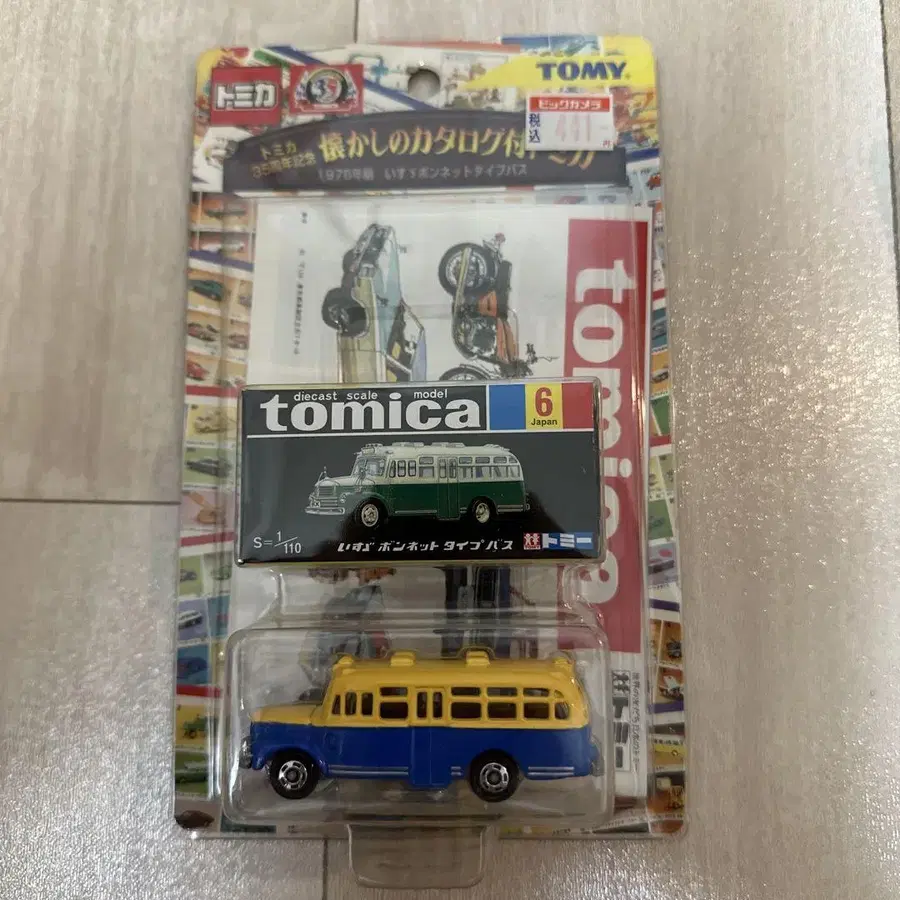 トミカ
35
TOMY
ビックカメラ
税込
円
トミカ
35周年記念
懐かしのカタログ付トミカ
1976年版 いすゞボンネットタイプバス
tomica
diecast scale model
tomica
6
Japan
S=1/110
いすゞ ボンネット タイプ バス
TOMY
トミー